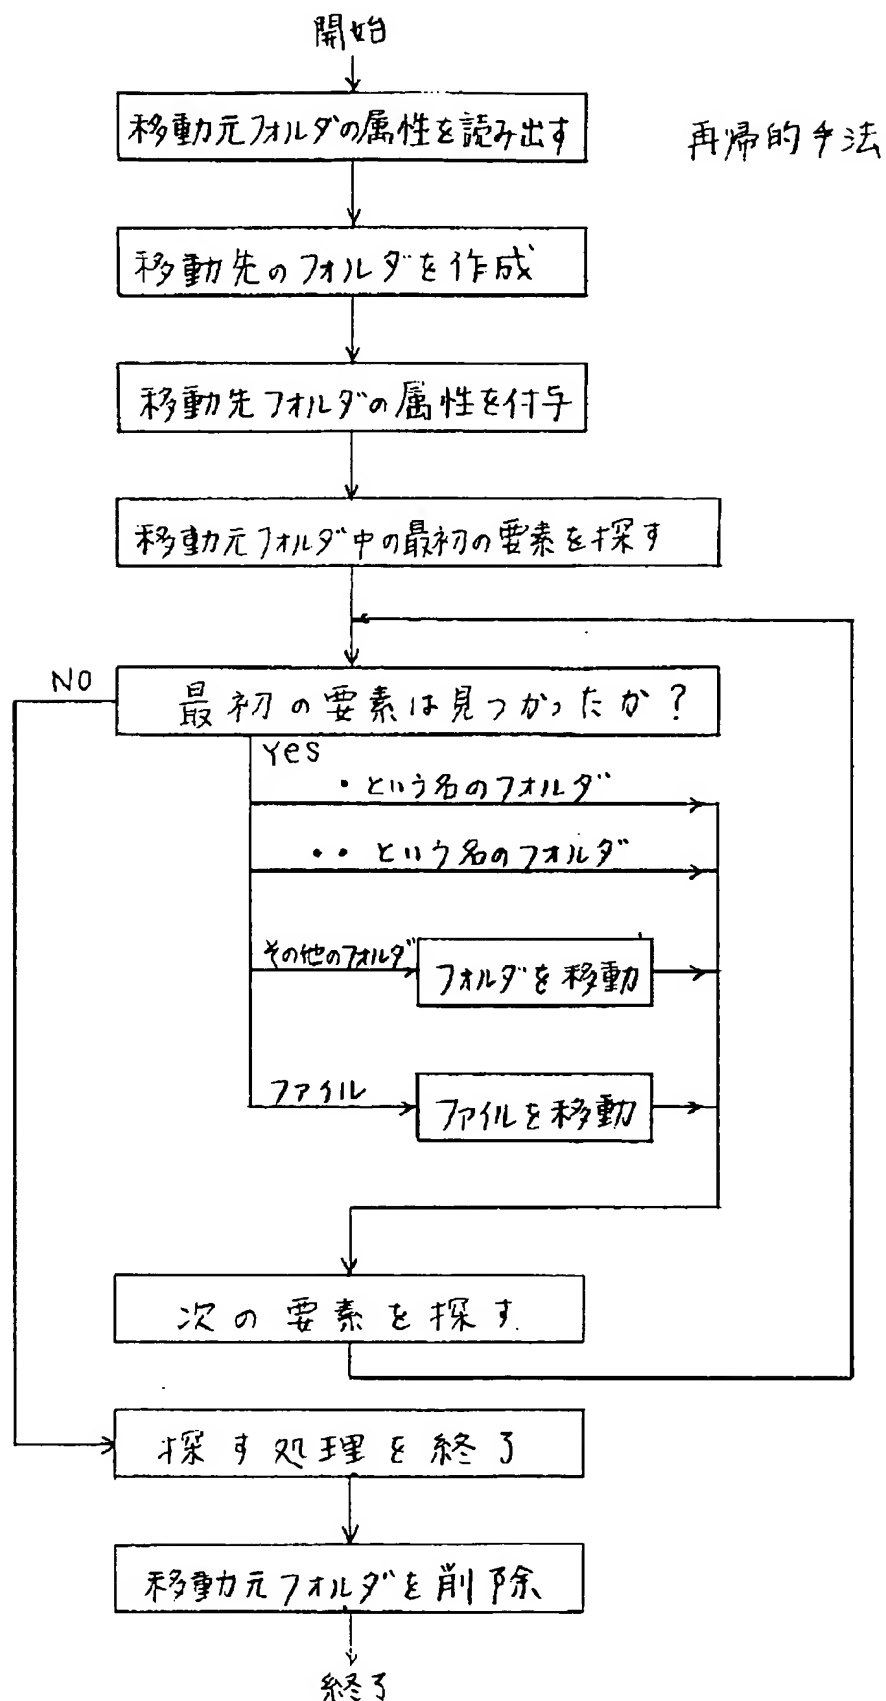 開始
移動元フォルダの属性を読み出す
再帰的手法
移動先のフォルダを作成
移動先フォルダの属性を付与
移動元フォルダ中の最初の要素を探す
NO
最初の要素は見つかったか?
Yes
・という名のフォルダ
・・という名のフォルダ
その他のフォルダ
フォルダを移動
ファイル
ファイルを移動
次の要素を探す
探す処理を終了
移動元フォルダを削除
終了